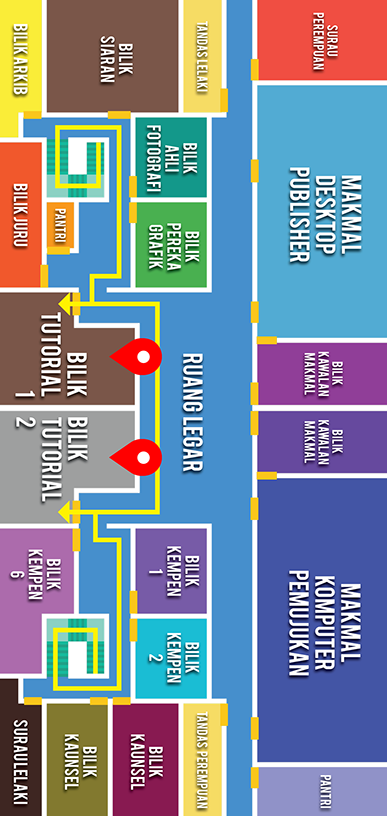 BILIK ARKIB
BILIK
SIARAN
TANDAS LELAKI
SURAU
PEREMPUAN
BILIK
AHLI
FOTOGRAFI
MAKMAL
DESKTOP
PUBLISHER
BILIK JURU
PANTRI
BILIK
PEREKA
GRAFIK
BILIK
TUTORIAL
1
RUANG LEGAR
BILIK
KAWALAN
MAKMAL
BILIK
TUTORIAL
2
BILIK
KAWALAN
MAKMAL
BILIK
KEMPEN
6
BILIK
KEMPEN
1
MAKMAL
KOMPUTER
PEMUJUKAN
BILIK
KEMPEN
2
SURAU LELAKI
BILIK
KAUNSEL
BILIK
KAUNSEL
TANDAS PEREMPUAN
PANTRI